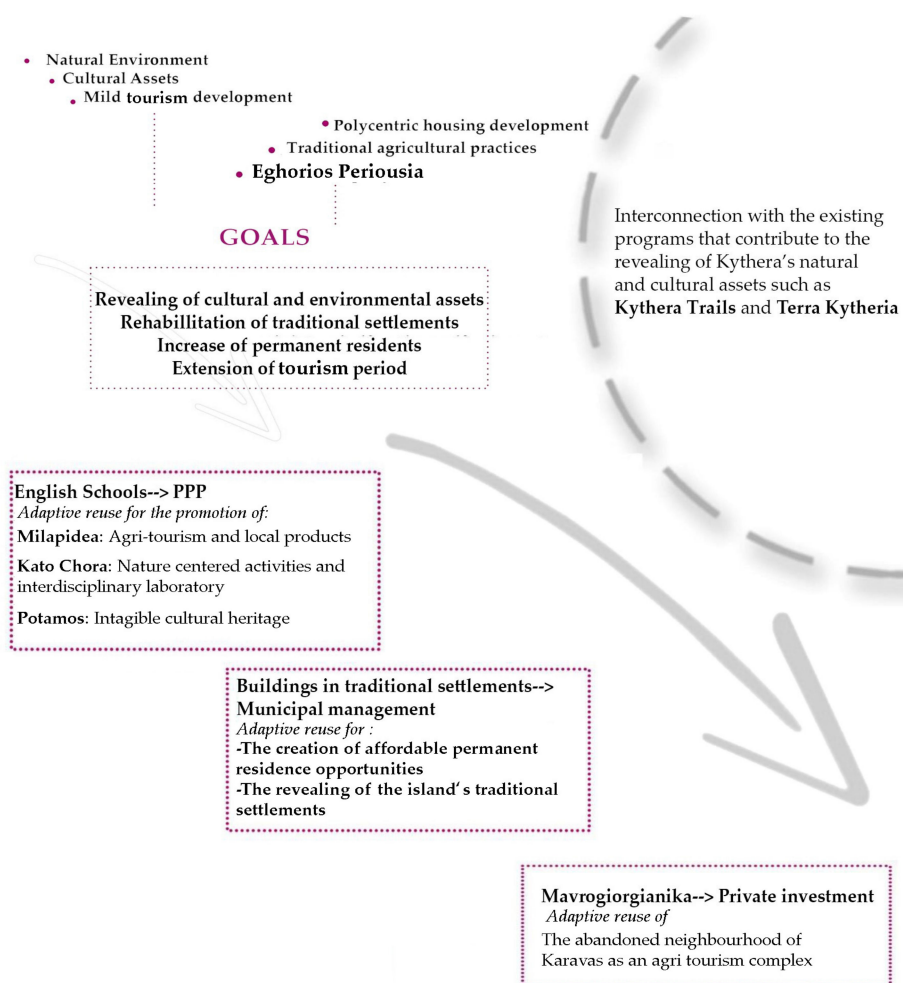 Natural Environment
Cultural Assets
Mild tourism development
Polycentric housing development
Traditional agricultural practices
Eghorios Periousia
GOALS
Revealing of cultural and environmental assets
Rehabillitation of traditional settlements
Increase of permanent residents
Extension of tourism period
Interconnection with the existing
programs that contribute to the
revealing of Kythera's natural
and cultural assets such as
Kythera Trails and Terra Kytheria
English Schools--> PPP
Adaptive reuse for the promotion of:
Milapidea: Agri-tourism and local products
Kato Chora: Nature centered activities and
interdisciplinary laboratory
Potamos: Intagible cultural heritage
Buildings in traditional settlements-->
Municipal management
Adaptive reuse for :
-The creation of affordable permanent
residence opportunities
-The revealing of the island's traditional
settlements
Mavrogiorgianika--> Private investment
Adaptive reuse of
The abandoned neighbourhood of
Karavas as an agri tourism complex